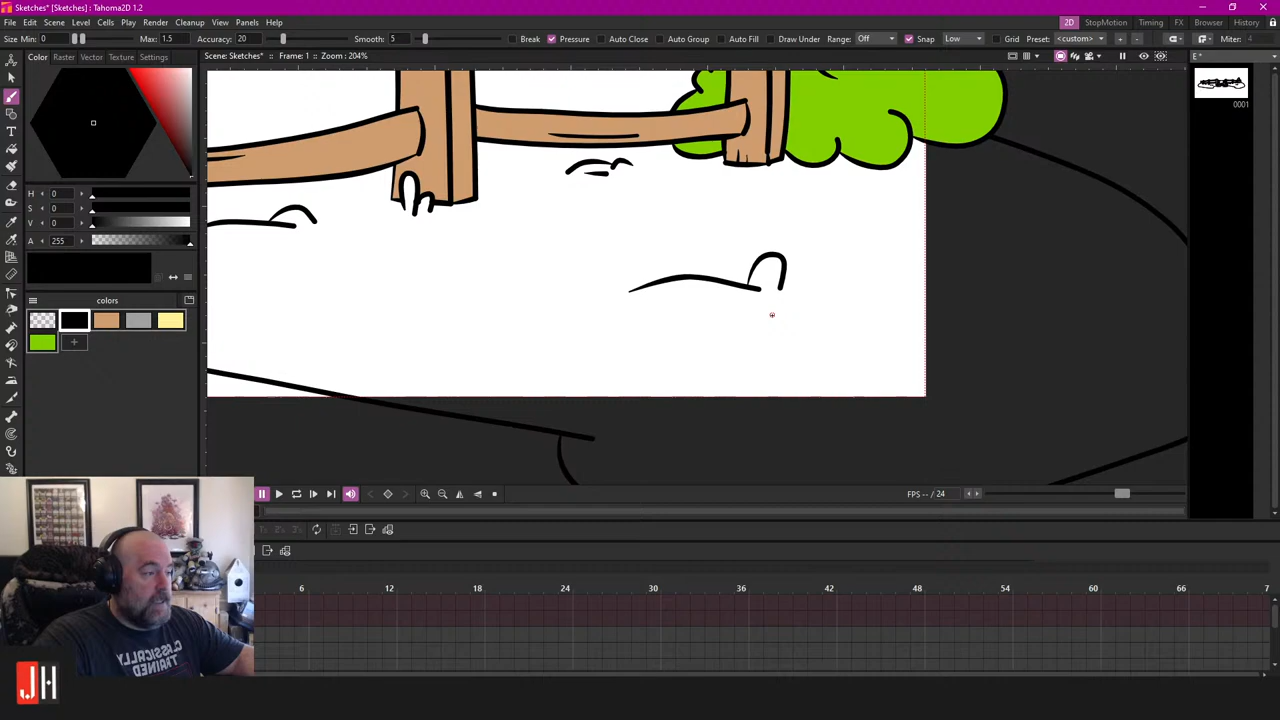 Sketches* [Sketches] : Tahoma2D 1.2
File Edit Scene Level Cells Play Render Cleanup View Panels Help
2D StopMotion Timing FX Browser History
Size Min: 0 Max: 1.5 Accuracy: 20 Smooth: 5 Break Pressure Auto Close Auto Group Auto Fill Draw Under Range: Off Snap Low Grid Preset: <custom> + - Miter: 4
Color Raster Vector Texture Settings
Scene: Sketches* : Frame: 1 : Zoom : 204%
E*
0001
H 0
S 0
V 0
A 255
colors
+
FPS -- / 24
6 12 18 24 30 36 42 48 54 60 66 7
CLASSICALLY
TRAINED
JH